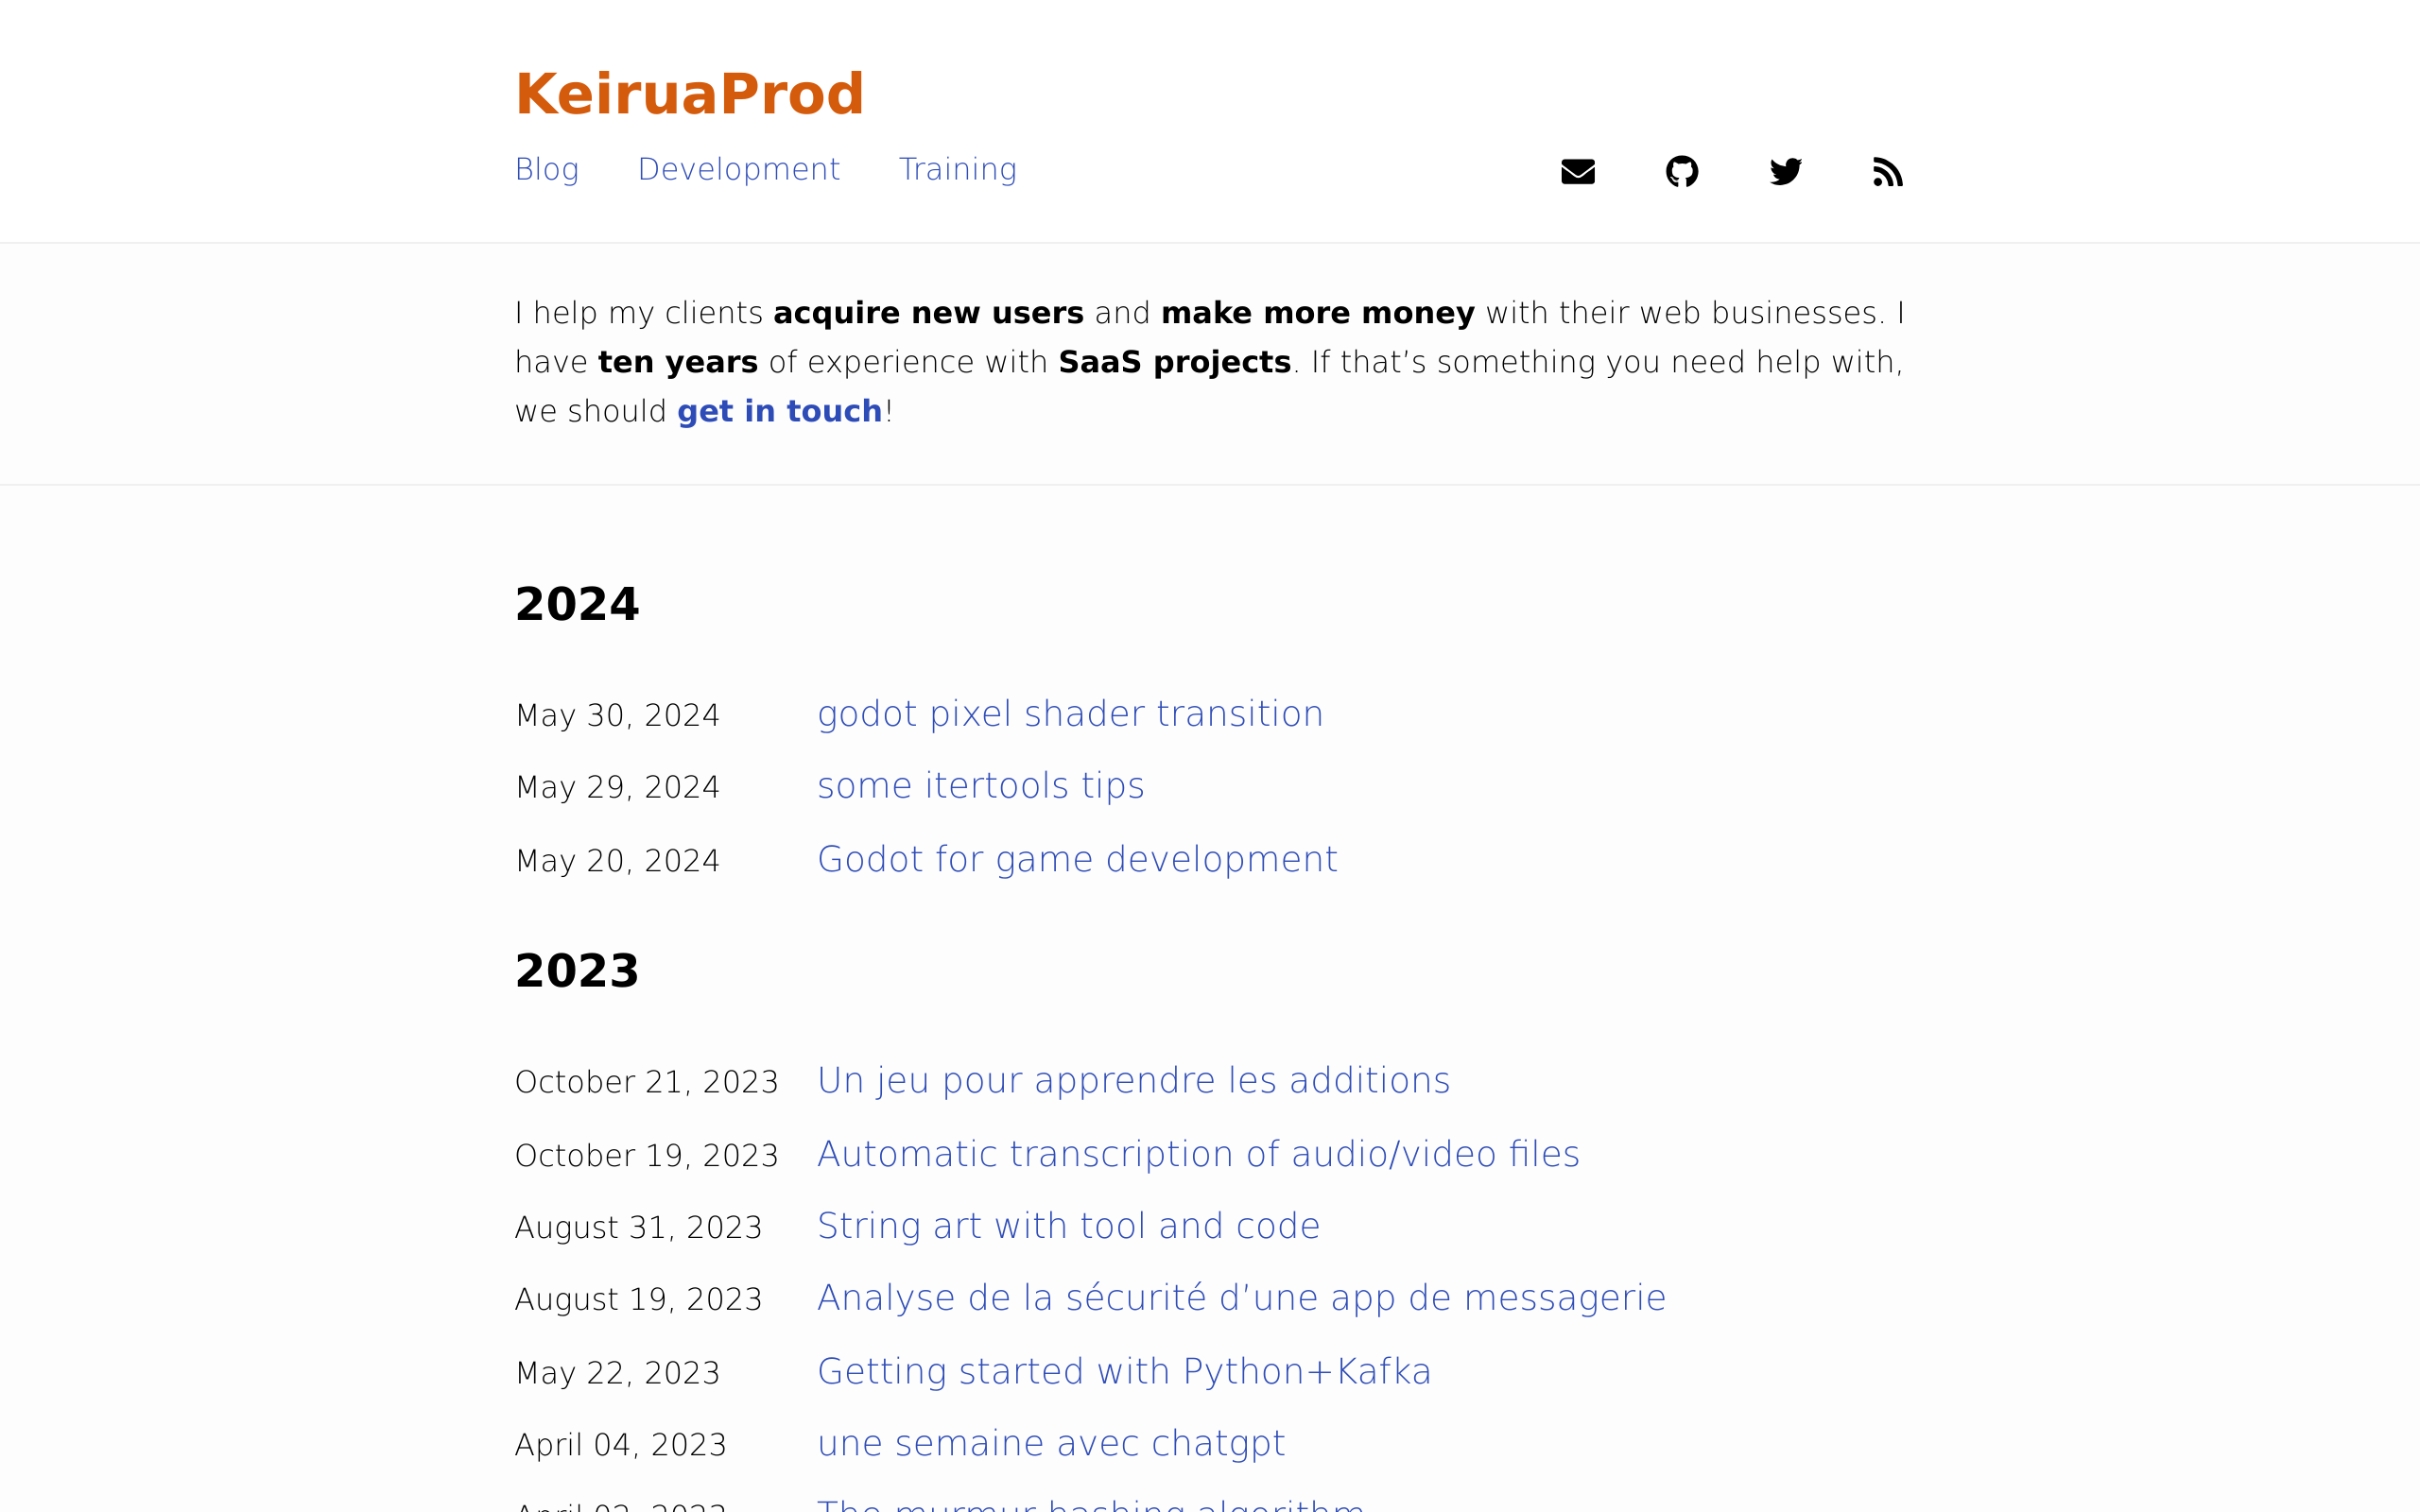 KeiruaProd
Blog Development Training
I help my clients acquire new users and make more money with their web businesses. I
have ten years of experience with SaaS projects. If that’s something you need help with,
we should get in touch!
2024
May 30, 2024 godot pixel shader transition
May 29, 2024 some itertools tips
May 20, 2024 Godot for game development
2023
October 21, 2023 Un jeu pour apprendre les additions
October 19, 2023 Automatic transcription of audio/video files
August 31, 2023 String art with tool and code
August 19, 2023 Analyse de la sécurité d’une app de messagerie
May 22, 2023 Getting started with Python+Kafka
April 04, 2023 une semaine avec chatgpt
The murmur hashing algorithm